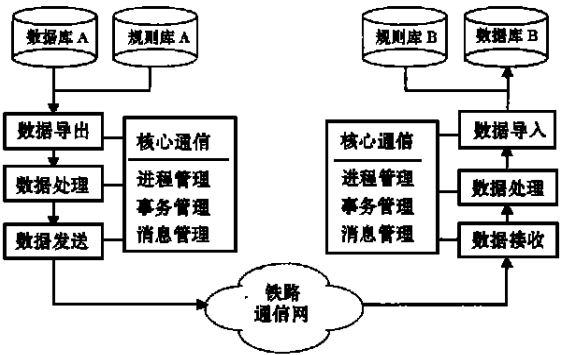 数据库 A
规则库 A
规则库 B
数据库 B
数据导出
数据处理
数据发送
核心通信
进程管理
事务管理
消息管理
核心通信
进程管理
事务管理
消息管理
数据导入
数据处理
数据接收
铁路
通信网